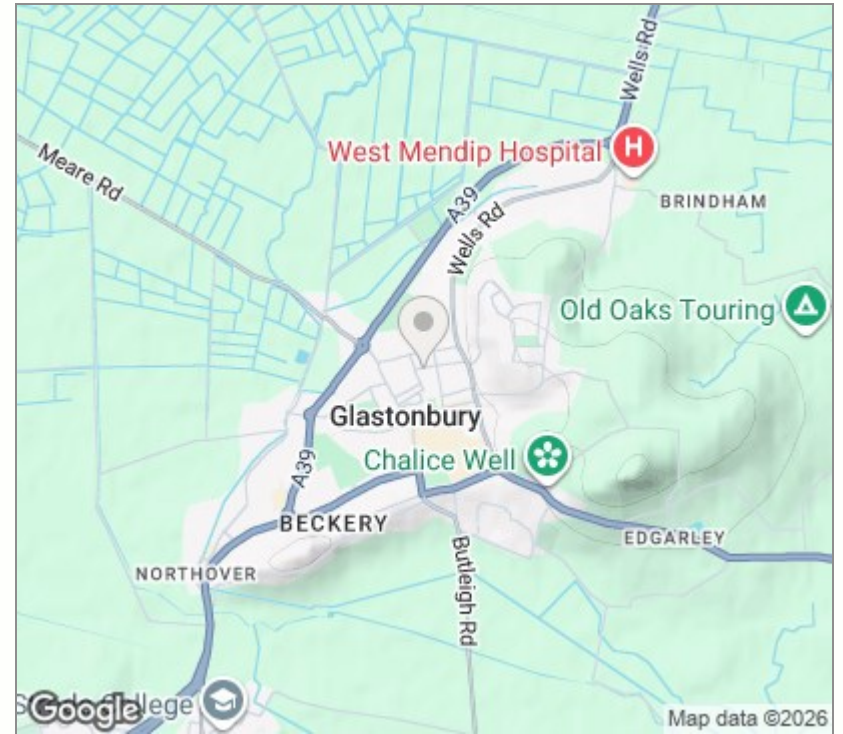 Wells Rd
Meare Rd
West Mendip Hospital
H
BRINDHAM
A39
Wells Rd
Old Oaks Touring
Glastonbury
Chalice Well
A39
BECKERY
EDGARLEY
NORTHOVER
Butleigh Rd
Google
Map data ©2026